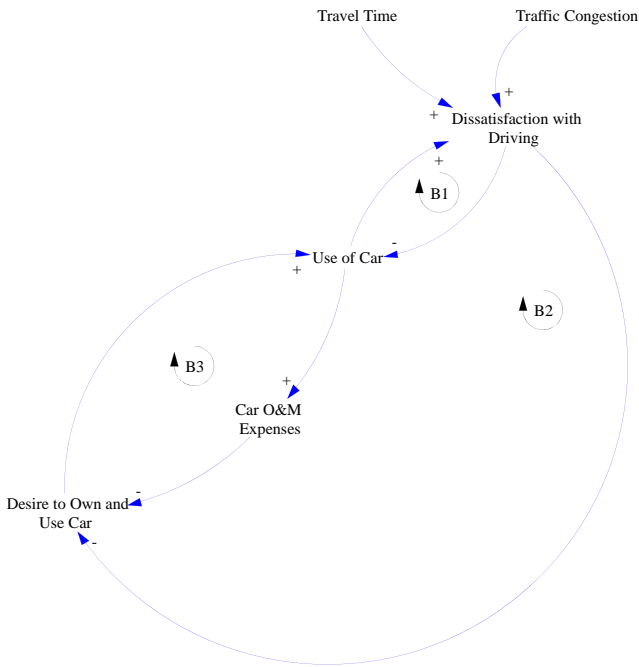 Travel Time
Traffic Congestion
+
+
Dissatisfaction with
Driving
+
B1
-
Use of Car
+
B2
B3
+
Car O&M
Expenses
-
Desire to Own and
Use Car
-